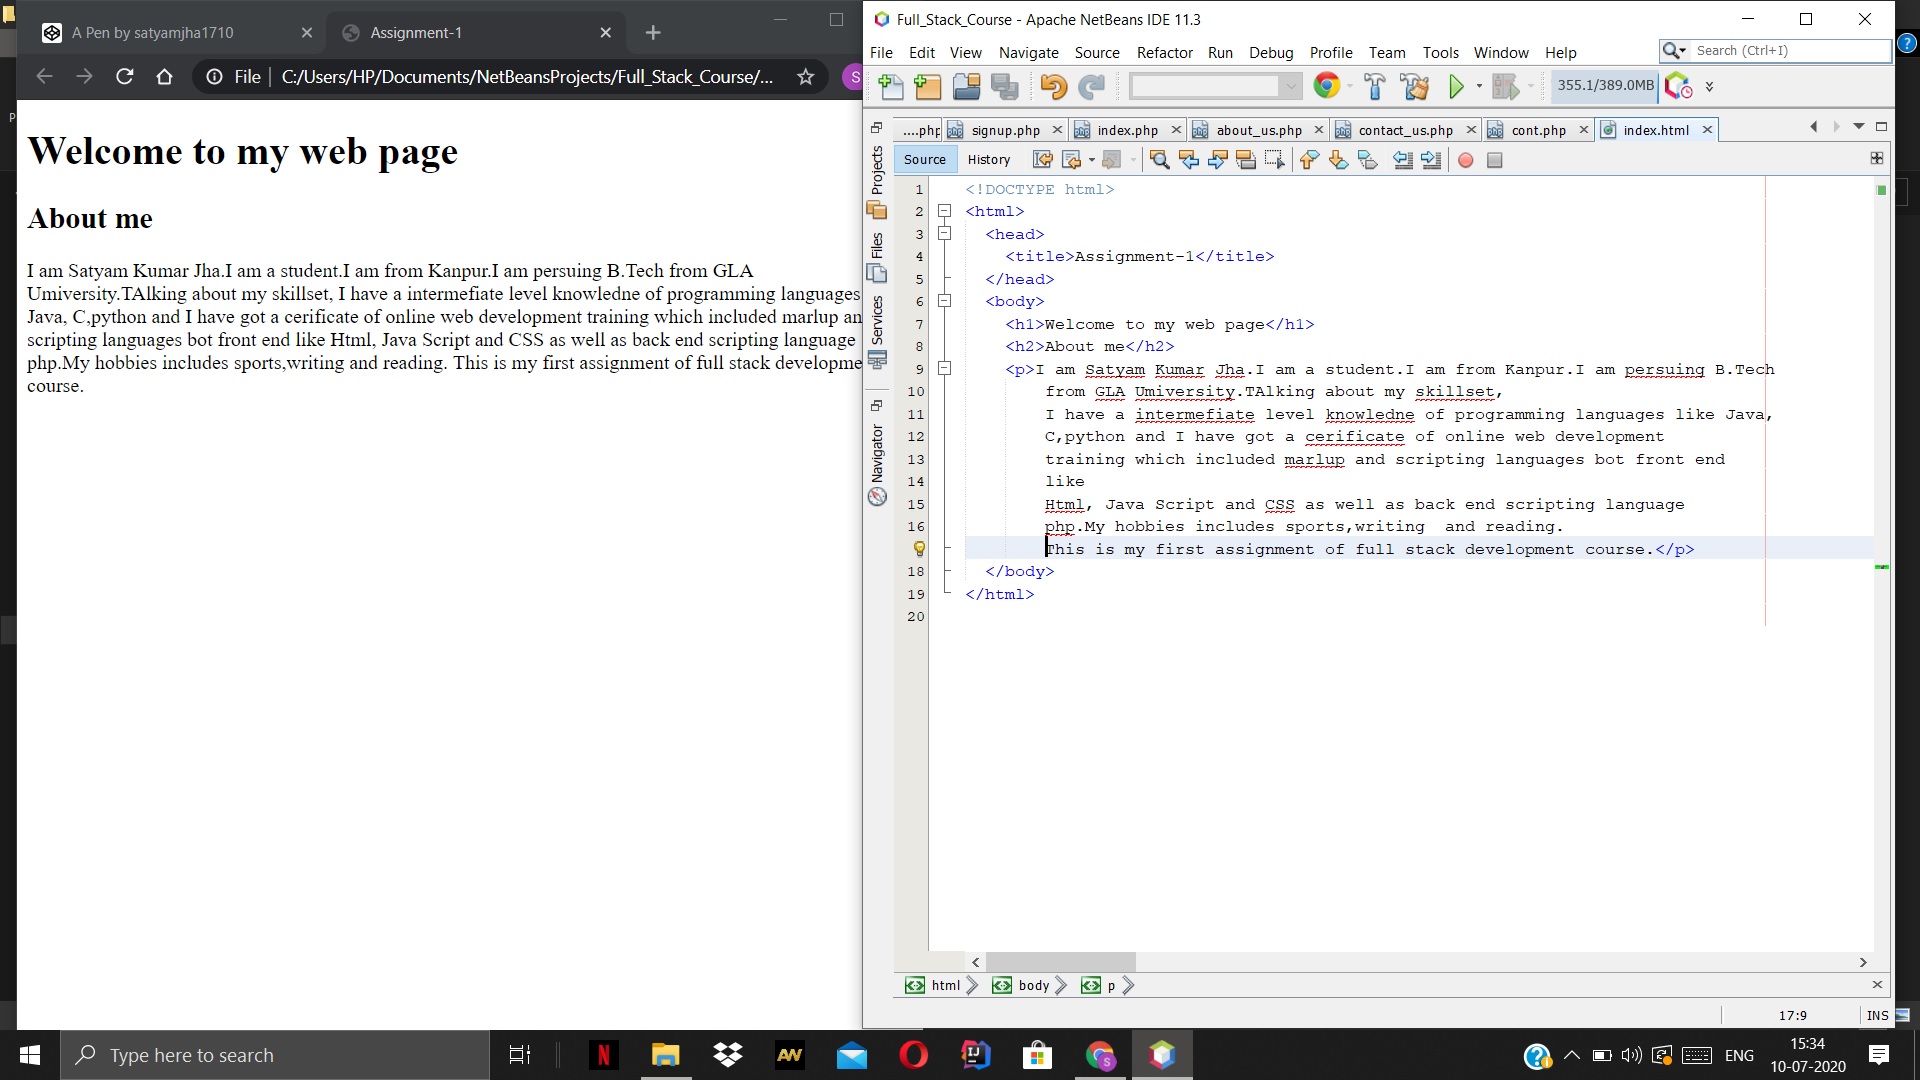 A Pen by satyamjha1710
Assignment-1
File
C:/Users/HP/Documents/NetBeansProjects/Full_Stack_Course/...
S
P
Welcome to my web page
About me
I am Satyam Kumar Jha.I am a student.I am from Kanpur.I am persuing B.Tech from GLA
Umiversity.TAlking about my skillset, I have a intermefiate level knowledne of programming languages
Java, C,python and I have got a cerificate of online web development training which included marlup an
scripting languages bot front end like Html, Java Script and CSS as well as back end scripting language
php.My hobbies includes sports,writing and reading. This is my first assignment of full stack developme
course.
Full_Stack_Course - Apache NetBeans IDE 11.3
File Edit View Navigate Source Refactor Run Debug Profile Team Tools Window Help
Search (Ctrl+I)
355.1/389.0MB
....php signup.php index.php about_us.php contact_us.php cont.php index.html
Source History
Projects
Files
Services
Navigator
1 <!DOCTYPE html>
2 <html>
3 <head>
4 <title>Assignment-1</title>
5 </head>
6 <body>
7 <h1>Welcome to my web page</h1>
8 <h2>About me</h2>
9 <p>I am Satyam Kumar Jha.I am a student.I am from Kanpur.I am persuing B.Tech
10 from GLA Umiversity.TAlking about my skillset,
11 I have a intermefiate level knowledne of programming languages like Java,
12 C,python and I have got a cerificate of online web development
13 training which included marlup and scripting languages bot front end
14 like
15 Html, Java Script and CSS as well as back end scripting language
16 php.My hobbies includes sports,writing  and reading.
This is my first assignment of full stack development course.</p>
18 </body>
19 </html>
20
html body p
17:9 INS
Type here to search
N
AW
IJ
S
ENG
15:34
10-07-2020